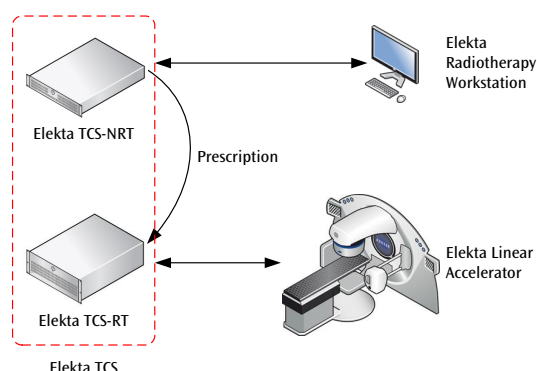 Elekta
Radiotherapy
Workstation
Elekta TCS-NRT
Prescription
Elekta Linear
Accelerator
Elekta TCS-RT
Elekta TCS